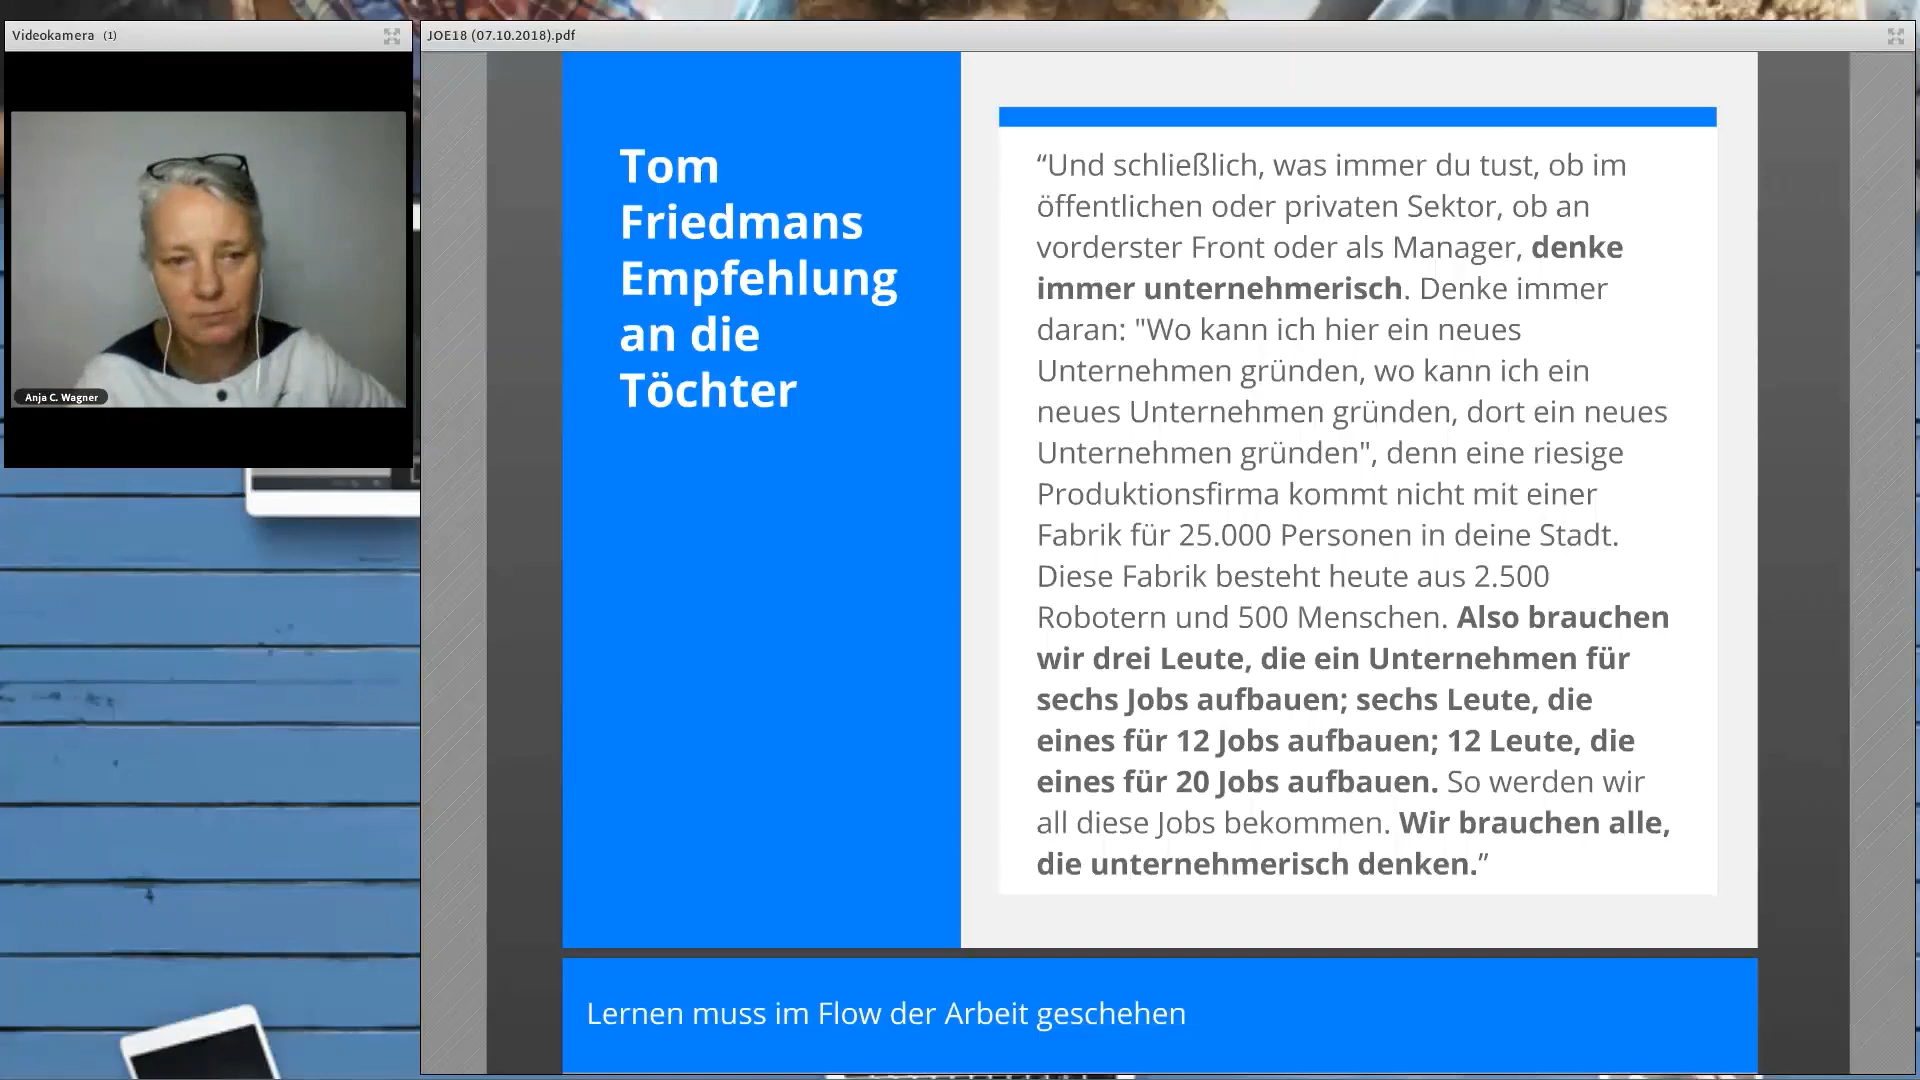 Videokamera (1)
JOE18 (07.10.2018).pdf
Anja C. Wagner
Tom
Friedmans
Empfehlung
an die
Töchter
“Und schließlich, was immer du tust, ob im
öffentlichen oder privaten Sektor, ob an
vorderster Front oder als Manager, denke
immer unternehmerisch. Denke immer
daran: "Wo kann ich hier ein neues
Unternehmen gründen, wo kann ich ein
neues Unternehmen gründen, dort ein neues
Unternehmen gründen", denn eine riesige
Produktionsfirma kommt nicht mit einer
Fabrik für 25.000 Personen in deine Stadt.
Diese Fabrik besteht heute aus 2.500
Robotern und 500 Menschen. Also brauchen
wir drei Leute, die ein Unternehmen für
sechs Jobs aufbauen; sechs Leute, die
eines für 12 Jobs aufbauen; 12 Leute, die
eines für 20 Jobs aufbauen. So werden wir
all diese Jobs bekommen. Wir brauchen alle,
die unternehmerisch denken.”
Lernen muss im Flow der Arbeit geschehen